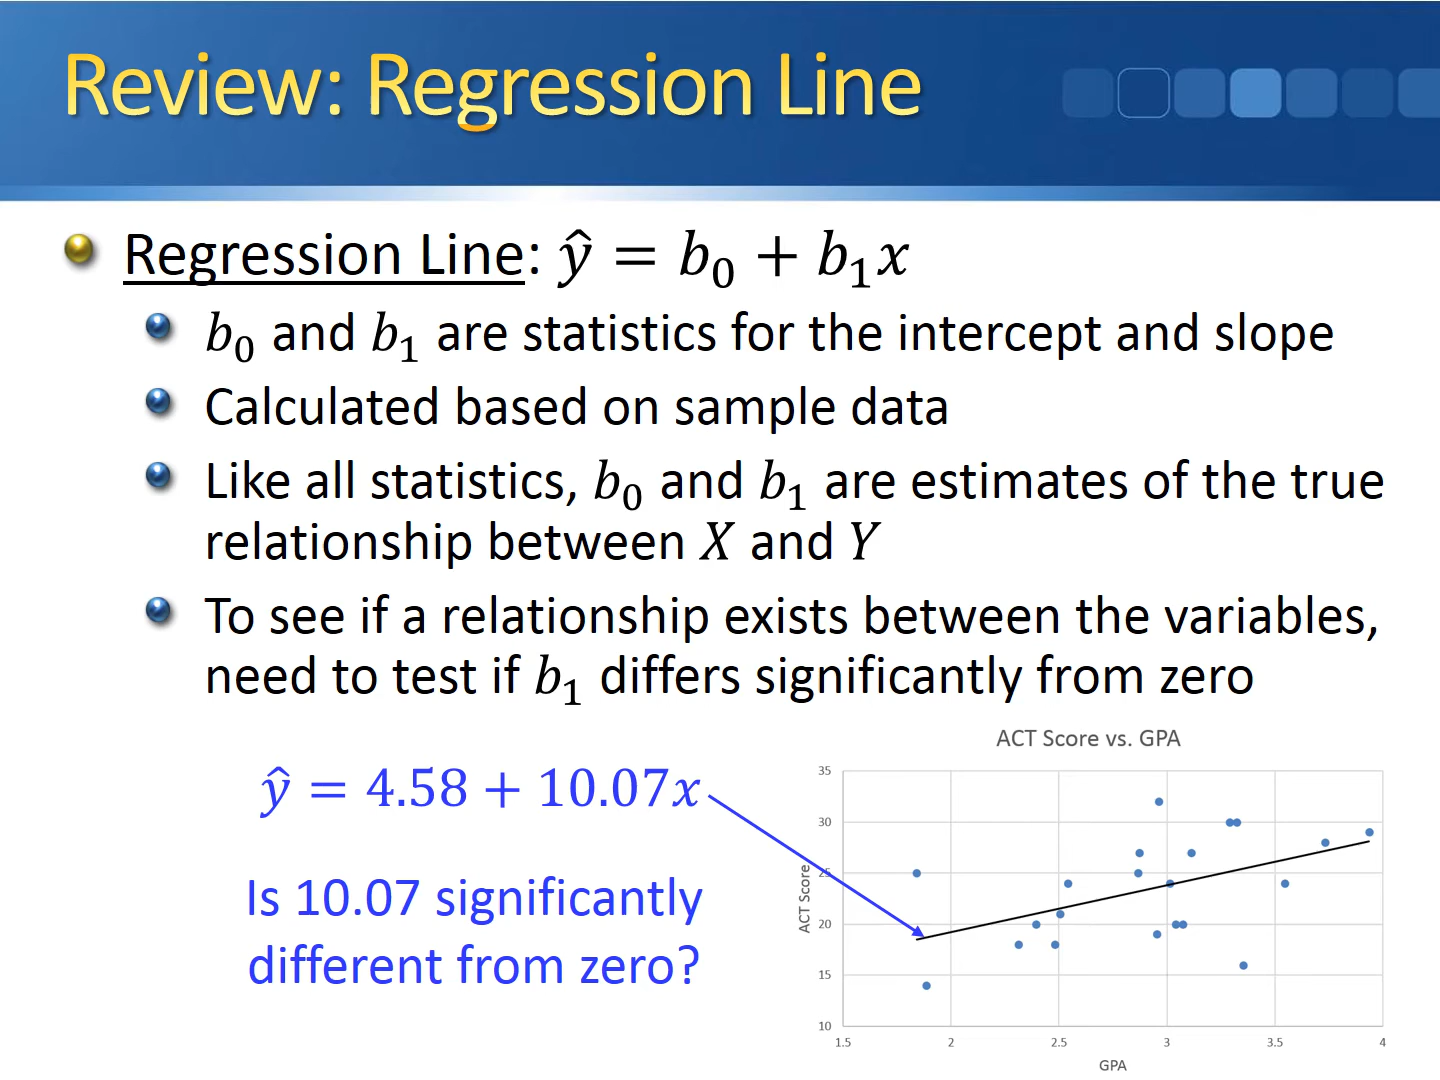 Review: Regression Line
Regression Line: ŷ = b₀ + b₁x
b₀ and b₁ are statistics for the intercept and slope
Calculated based on sample data
Like all statistics, b₀ and b₁ are estimates of the true
relationship between X and Y
To see if a relationship exists between the variables,
need to test if b₁ differs significantly from zero
ŷ = 4.58 + 10.07x
Is 10.07 significantly
different from zero?
ACT Score vs. GPA
ACT Score
35
30
25
20
15
10
1.5 2 2.5 3 3.5 4
GPA